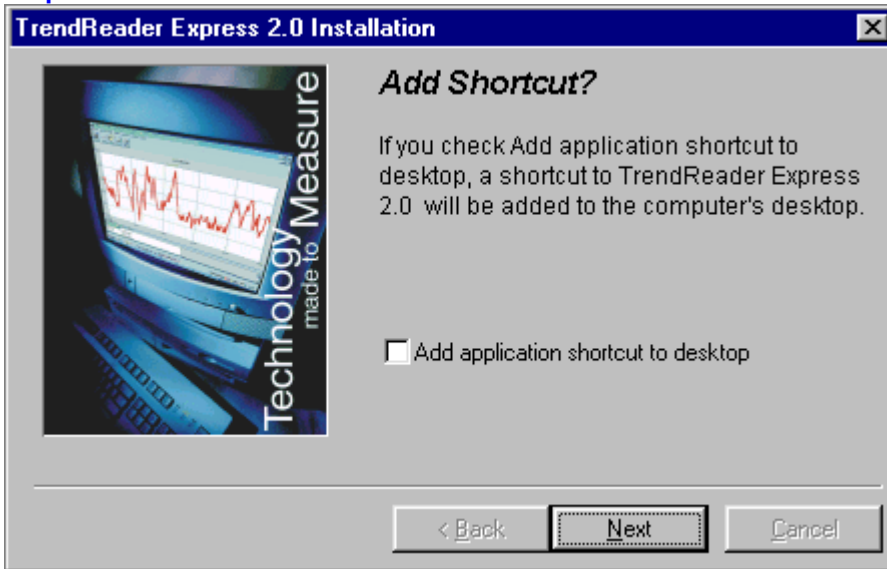 TrendReader Express 2.0 Installation
Technology
made to Measure
Add Shortcut?
If you check Add application shortcut to
desktop, a shortcut to TrendReader Express
2.0 will be added to the computer's desktop.
Add application shortcut to desktop
< Back
Next
Cancel